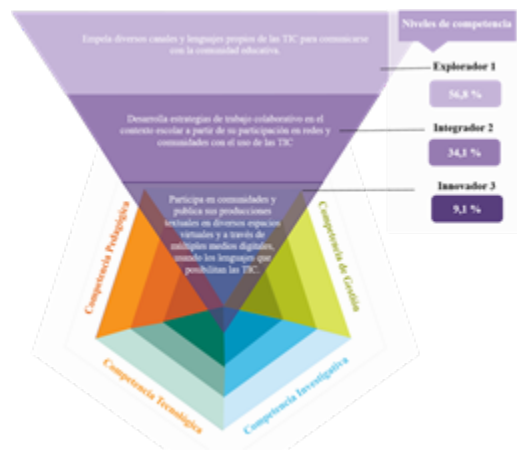 Niveles de competencia
Emplea diversos canales y lenguajes propios de las TIC para comunicarse
con la comunidad educativa.
Explorador 1
56,8 %
Desarrolla estrategias de trabajo colaborativo en el
contexto escolar a partir de su participación en redes y
comunidades con el uso de las TIC
Integrador 2
34,1 %
Innovador 3
9,1 %
Participa en comunidades y
publica sus producciones
textuales en diversos espacios
virtuales y a través de
múltiples medios digitales,
usando los lenguajes que
posibilitan las TIC.
Competencia Pedagógica
Competencia de Gestión
Competencia Tecnológica
Competencia Investigativa